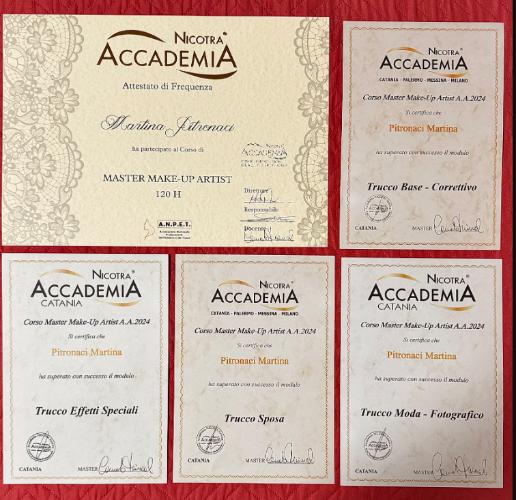 NICOTRA
ACCADEMIA
Attestato di Frequenza
Martina Pitronaci
ha partecipato al Corso di
MASTER MAKE-UP ARTIST
120 H
NICOTRA
ACCADEMIA
Direttore
Responsabile
Docente
A.N.P.E.T.
NICOTRA
ACCADEMIA
CATANIA - PALERMO - MESSINA - MILANO
Corso Master Make-Up Artist A.A.2024
Si certifica che
Pitronaci Martina
ha superato con successo il modulo
Trucco Base - Correttivo
CATANIA
MASTER
NICOTRA
ACCADEMIA
CATANIA
Corso Master Make-Up Artist A.A.2024
Si certifica che
Pitronaci Martina
ha superato con successo il modulo
Trucco Effetti Speciali
CATANIA
MASTER
NICOTRA
ACCADEMIA
CATANIA - PALERMO - MESSINA - MILANO
Corso Master Make-Up Artist A.A.2024
Si certifica che
Pitronaci Martina
ha superato con successo il modulo
Trucco Sposa
CATANIA
MASTER
NICOTRA
ACCADEMIA
CATANIA
Corso Master Make-Up Artist A.A.2024
Si certifica che
Pitronaci Martina
ha superato con successo il modulo
Trucco Moda - Fotografico
CATANIA
MASTER